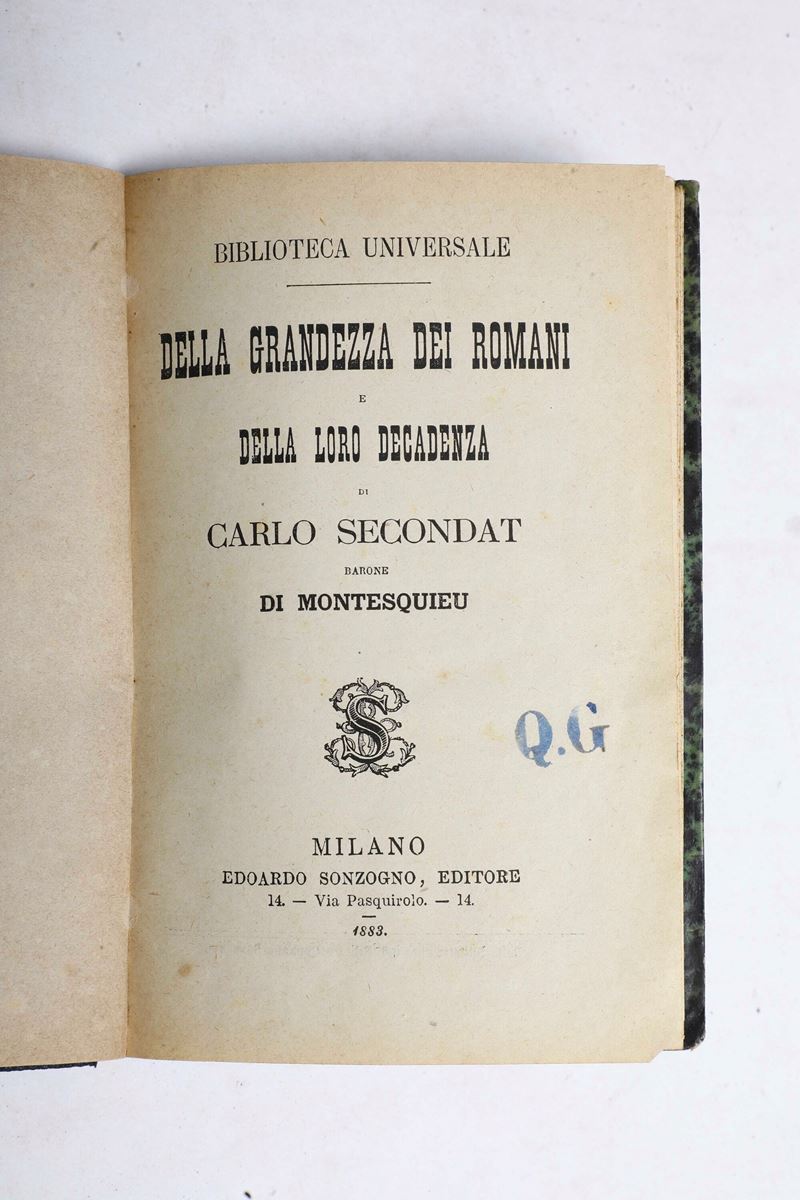 BIBLIOTECA UNIVERSALE
DELLA GRANDEZZA DEI ROMANI
E
DELLA LORO DECADENZA
DI
CARLO SECONDAT
BARONE
DI MONTESQUIEU
S
Q.G
MILANO
EDOARDO SONZOGNO, EDITORE
14. — Via Pasquirolo. — 14.
1883.